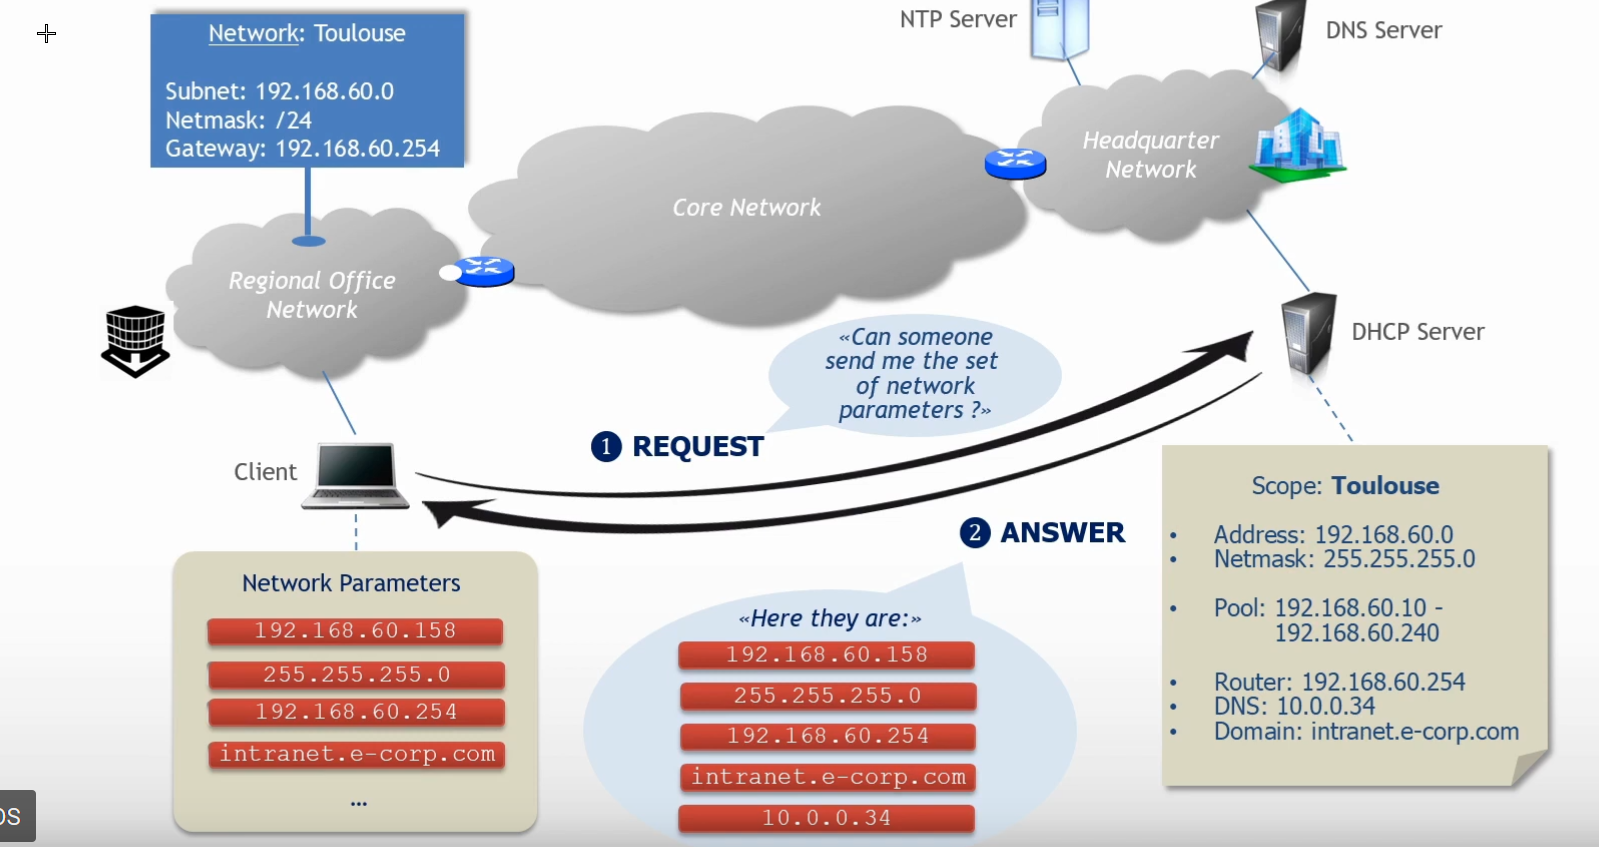 Network: Toulouse
Subnet: 192.168.60.0
Netmask: /24
Gateway: 192.168.60.254
NTP Server
DNS Server
Headquarter
Network
Core Network
Regional Office
Network
DHCP Server
«Can someone
send me the set
of network
parameters ?»
1 REQUEST
Client
2 ANSWER
Network Parameters
192.168.60.158
255.255.255.0
192.168.60.254
intranet.e-corp.com
...
«Here they are:»
192.168.60.158
255.255.255.0
192.168.60.254
intranet.e-corp.com
10.0.0.34
Scope: Toulouse
• Address: 192.168.60.0
• Netmask: 255.255.255.0
• Pool: 192.168.60.10 -
192.168.60.240
• Router: 192.168.60.254
• DNS: 10.0.0.34
• Domain: intranet.e-corp.com